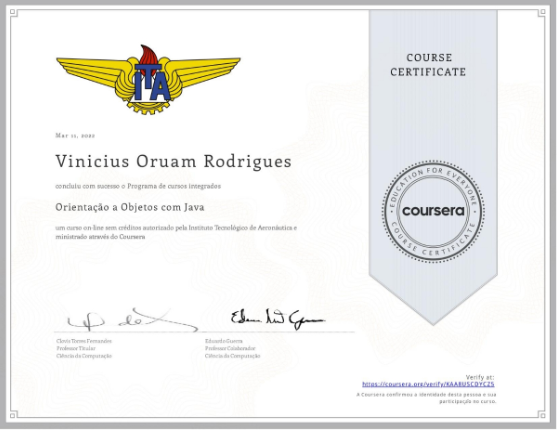 COURSE
CERTIFICATE
ITA
Mar 11, 2022
Vinicius Oruam Rodrigues
concluiu com sucesso o Programa de cursos integrados
Orientação a Objetos com Java
um curso on-line sem créditos autorizado pela Instituto Tecnológico de Aeronáutica e
ministrado através do Coursera
EDUCATION FOR EVERYONE
coursera
COURSE CERTIFICATE
Clovis Torres Fernandes
Professor Titular
Ciência da Computação
Eduardo Guerra
Professor Colaborador
Ciência da Computação
Verify at:
https://coursera.org/verify/
A Coursera confirmou a identidade desta pessoa e sua
participação no curso.